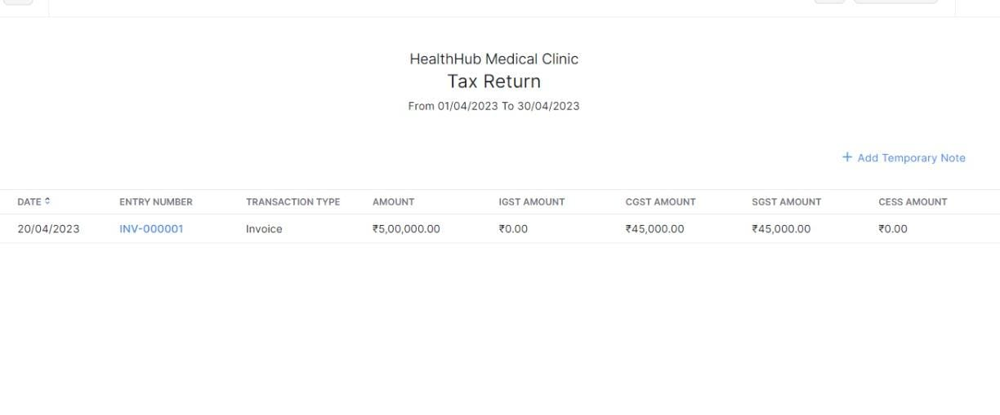 HealthHub Medical Clinic
Tax Return
From 01/04/2023 To 30/04/2023
+ Add Temporary Note
DATE ENTRY NUMBER TRANSACTION TYPE AMOUNT IGST AMOUNT CGST AMOUNT SGST AMOUNT CESS AMOUNT
20/04/2023 INV-000001 Invoice ₹5,00,000.00 ₹0.00 ₹45,000.00 ₹45,000.00 ₹0.00